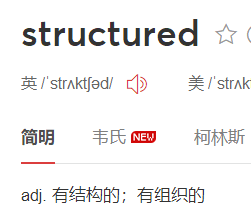 structured
英 /ˈstrʌktʃəd/ 美 /ˈstrʌk
简明 韦氏 NEW 柯林斯
adj. 有结构的；有组织的